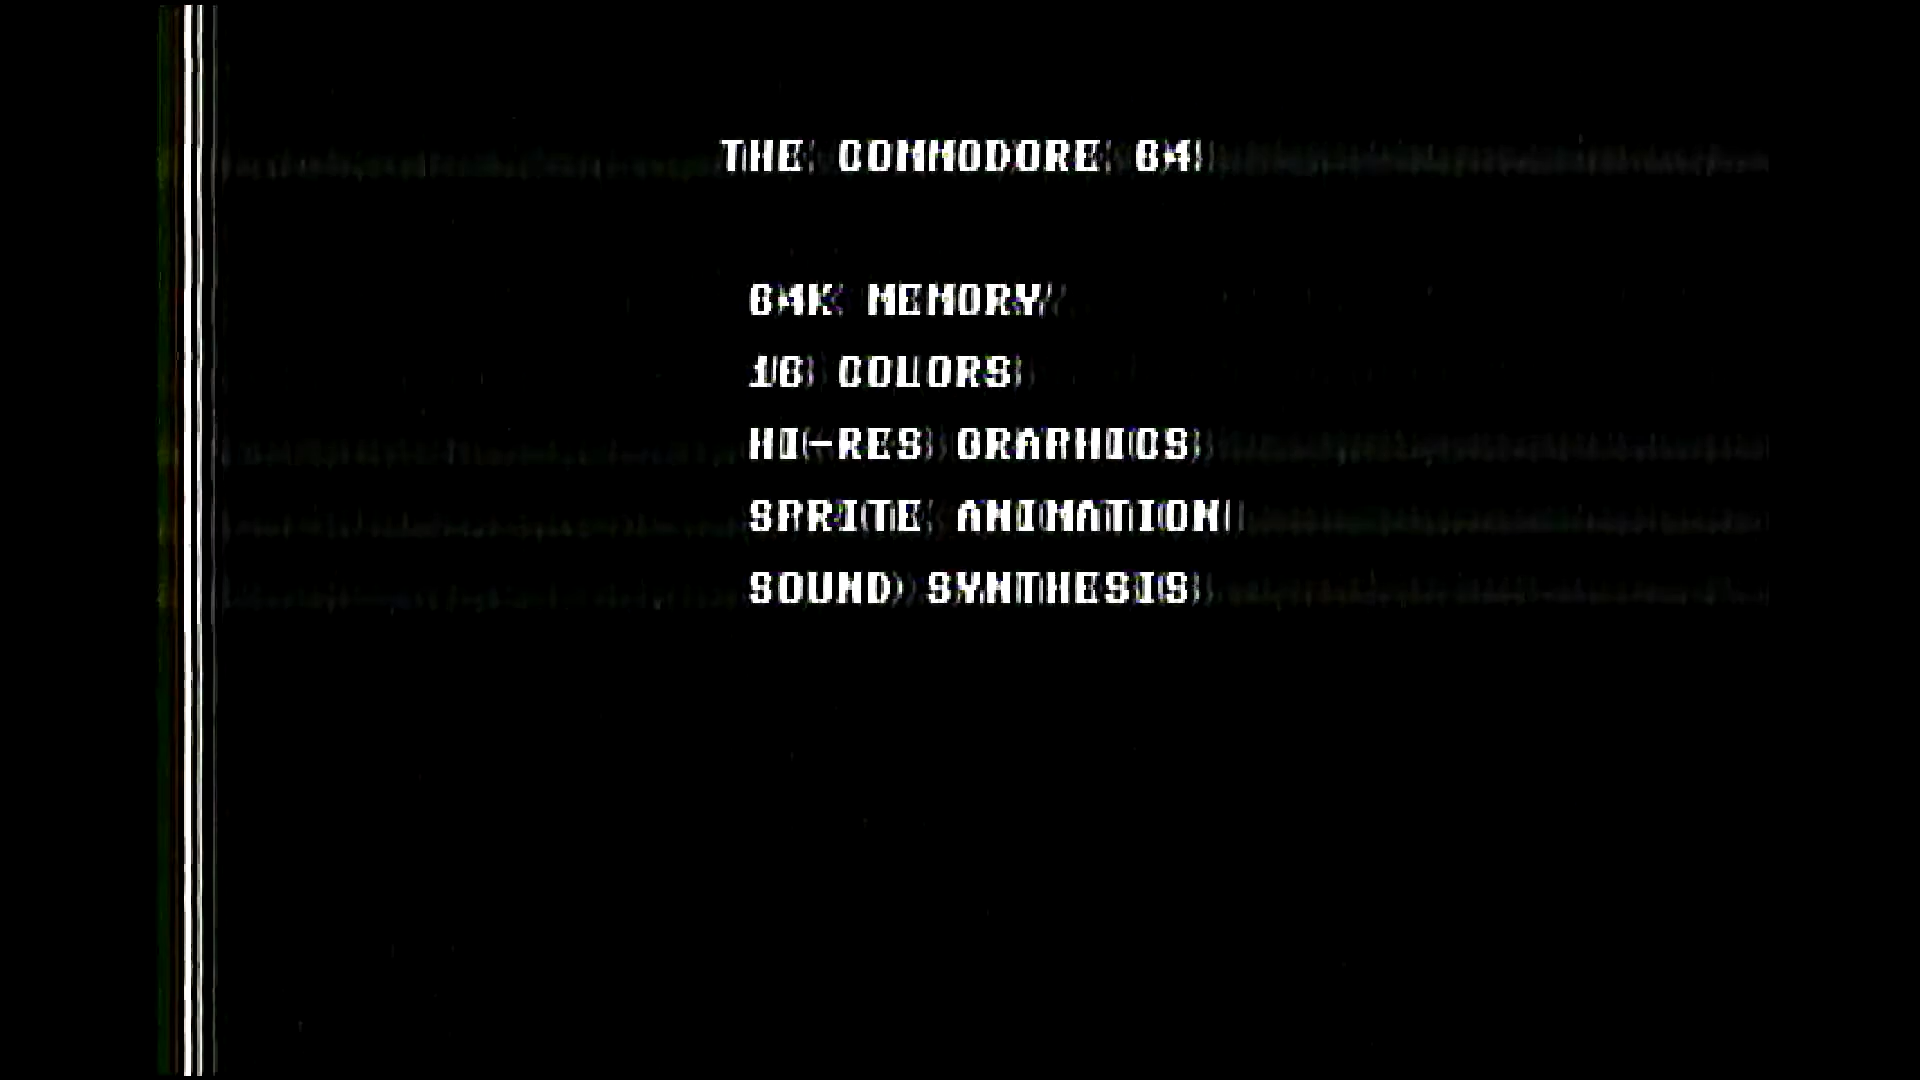 THE COMMODORE 64
64K MEMORY
16 COLORS
HI-RES GRAPHICS
SPRITE ANIMATION
SOUND SYNTHESIS